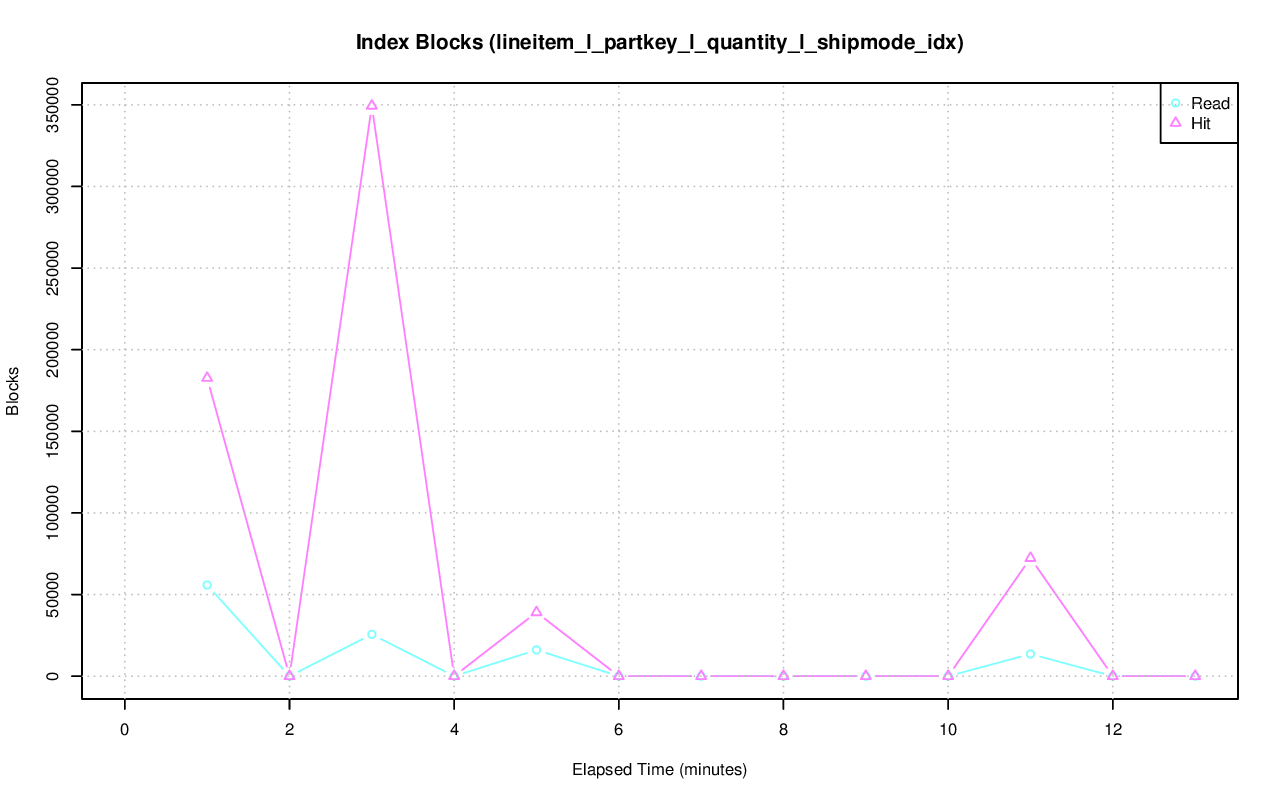 Index Blocks (lineitem_l_partkey_l_quantity_l_shipmode_idx)
Read
Hit
350000
300000
250000
200000
150000
100000
50000
0
Blocks
0 2 4 6 8 10 12
Elapsed Time (minutes)